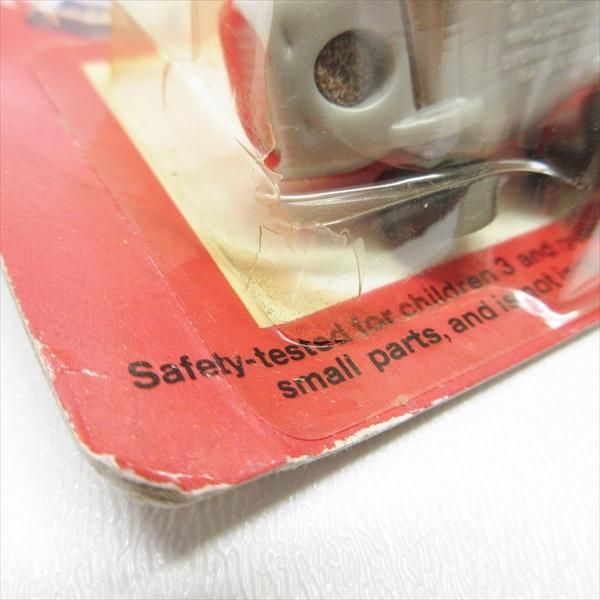 Safety-tested for children 3 and
small parts, and is not